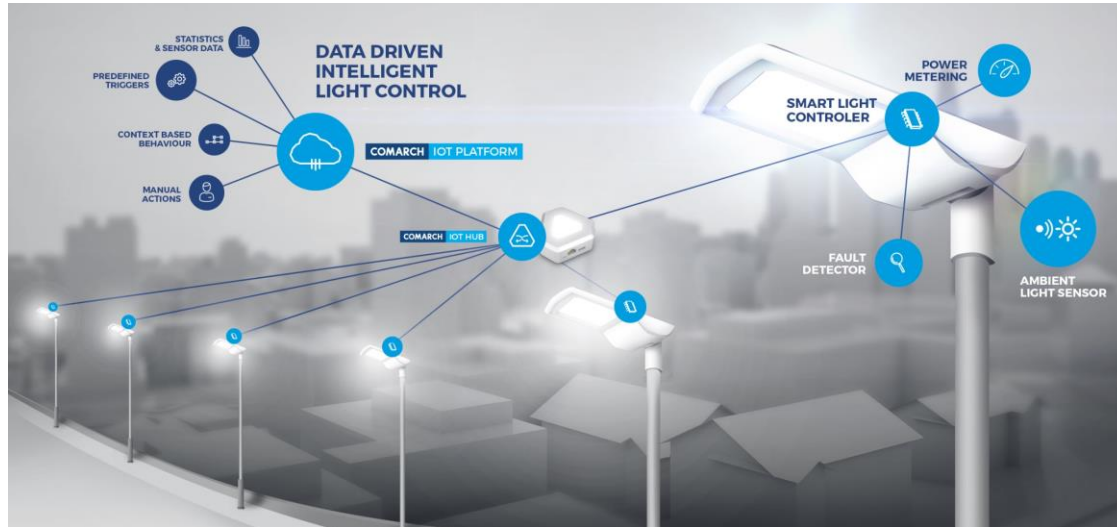 STATISTICS
& SENSOR DATA
PREDEFINED
TRIGGERS
CONTEXT BASED
BEHAVIOUR
MANUAL
ACTIONS
DATA DRIVEN
INTELLIGENT
LIGHT CONTROL
COMARCH IOT PLATFORM
COMARCH IOT HUB
SMART LIGHT
CONTROLER
POWER
METERING
FAULT
DETECTOR
AMBIENT
LIGHT SENSOR